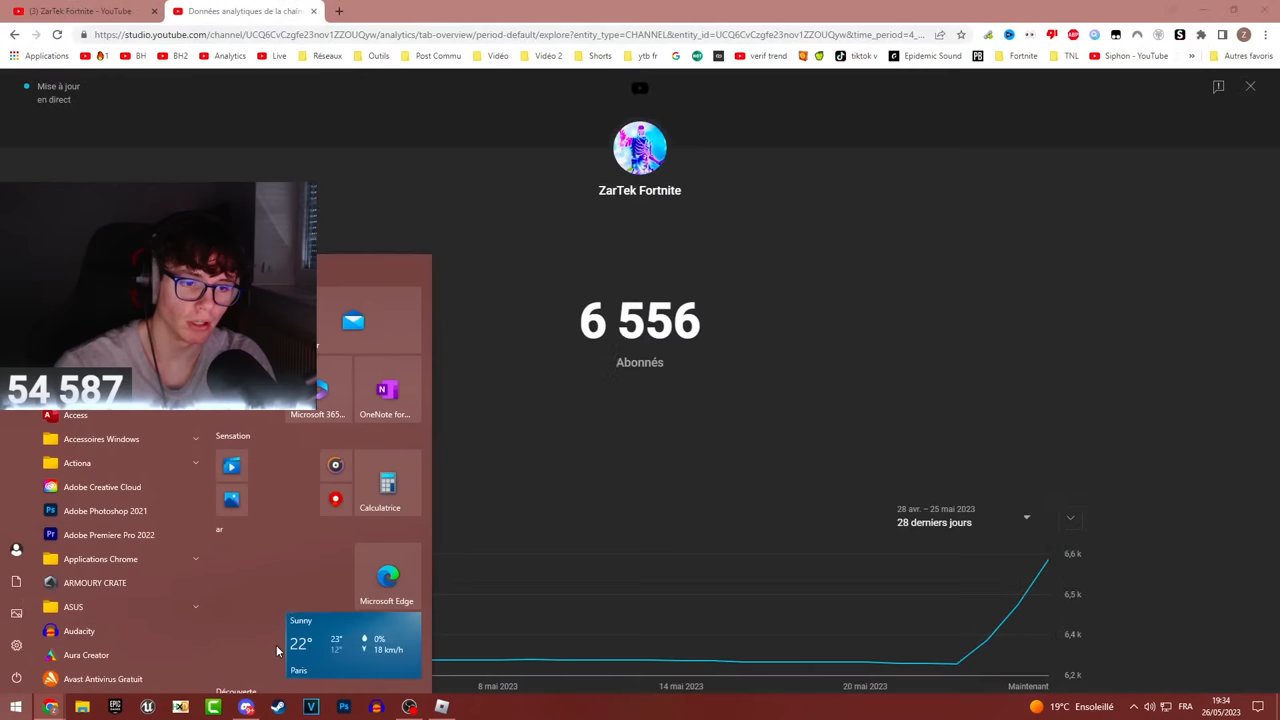 (3) ZarTek Fortnite - YouTube
Données analytiques de la chaîn
https://studio.youtube.com/channel/UCQ6CvCzgfe23nov1ZZOUQyw/analytics/tab-overview/period-default/explore?entity_type=CHANNEL&entity_id=UCQ6CvCzgfe23nov1ZZOUQyw&time_period=4_...
Applications
1
BH
BH2
Analytics
Live
Réseaux
Outils
Post Commu
Vidéo
Vidéo 2
Shorts
ytb fr
verif trend
tiktok v
Epidemic Sound
Fortnite
TNL
Siphon - YouTube
»
Autres favoris
Mise à jour
en direct
ZarTek Fortnite
6 556
Abonnés
54 587
Microsoft 365...
OneNote for...
Access
Accessoires Windows
Actiona
Adobe Creative Cloud
Adobe Photoshop 2021
Adobe Premiere Pro 2022
Applications Chrome
ARMOURY CRATE
ASUS
Audacity
Aura Creator
Avast Antivirus Gratuit
Sensation
Calculatrice
ar
Microsoft Edge
Sunny
22°
23°
12°
0%
18 km/h
Paris
Découverte
28 avr. – 25 mai 2023
28 derniers jours
6,6 k
6,5 k
6,4 k
6,2 k
8 mai 2023
14 mai 2023
20 mai 2023
Maintenant
19°C Ensoleillé
FRA
19:34
26/05/2023